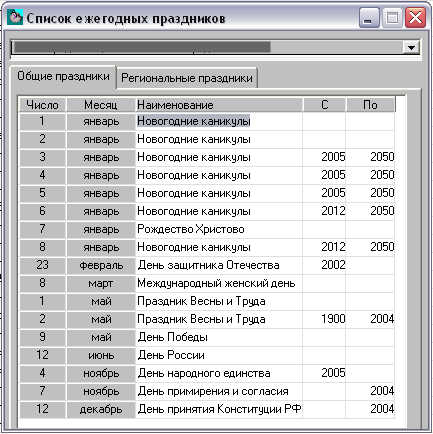 Список ежегодных праздников
Общие праздники Региональные праздники
Число Месяц Наименование С По
1 январь Новогодние каникулы
2 январь Новогодние каникулы
3 январь Новогодние каникулы 2005 2050
4 январь Новогодние каникулы 2005 2050
5 январь Новогодние каникулы 2005 2050
6 январь Новогодние каникулы 2012 2050
7 январь Рождество Христово
8 январь Новогодние каникулы 2012 2050
23 февраль День защитника Отечества 2002
8 март Международный женский день
1 май Праздник Весны и Труда
2 май Праздник Весны и Труда 1900 2004
9 май День Победы
12 июнь День России
4 ноябрь День народного единства 2005
7 ноябрь День примирения и согласия 2004
12 декабрь День принятия Конституции РФ 2004